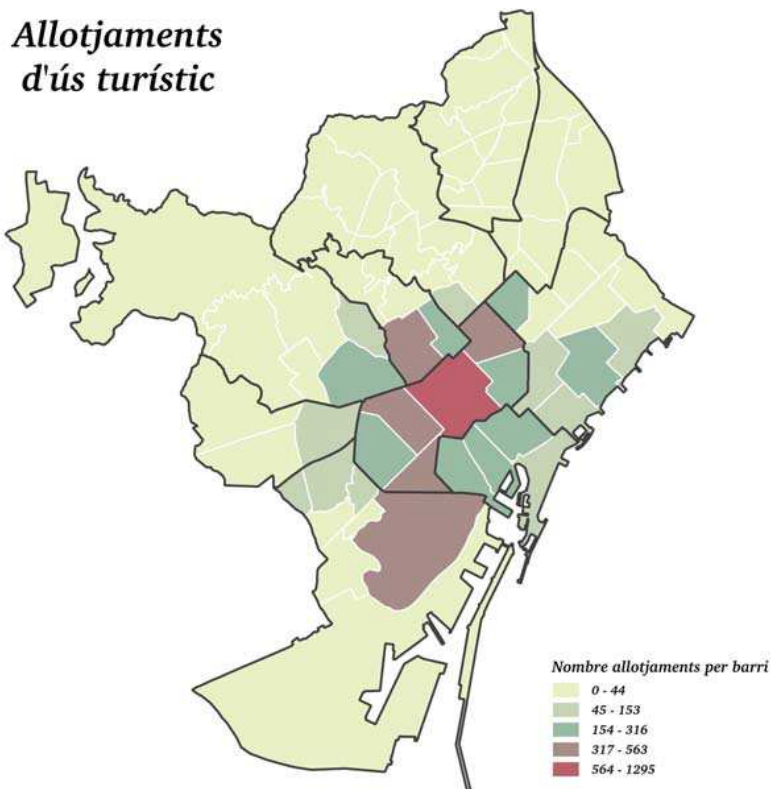 Allotjaments
d'ús turístic
Nombre allotjaments per barri
0 - 44
45 - 153
154 - 316
317 - 563
564 - 1295